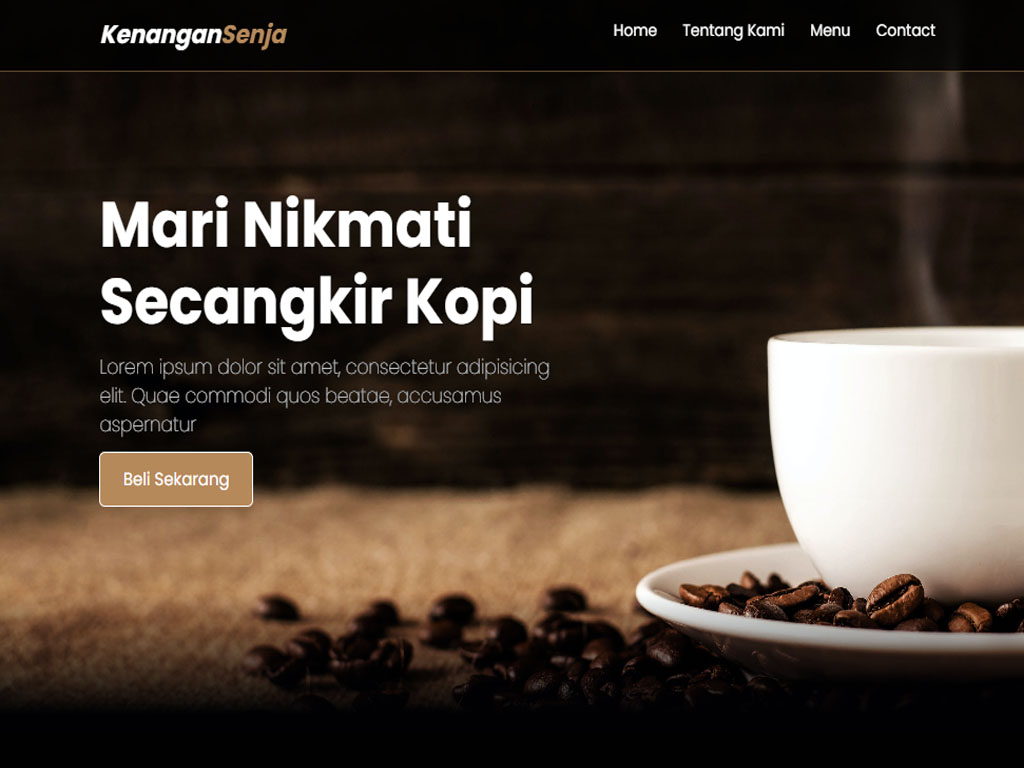 KenanganSenja
Home Tentang Kami Menu Contact
Mari Nikmati
Secangkir Kopi
Lorem ipsum dolor sit amet, consectetur adipisicing
elit. Quae commodi quos beatae, accusamus
aspernatur
Beli Sekarang